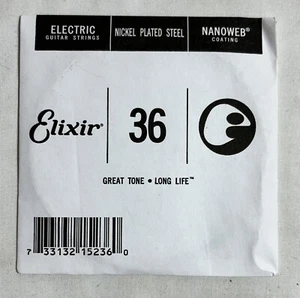 ELECTRIC
GUITAR STRINGS
NICKEL PLATED STEEL
NANOWEB®
COATING
Elixir®
36
GREAT TONE • LONG LIFE™
7 33132 15236 0